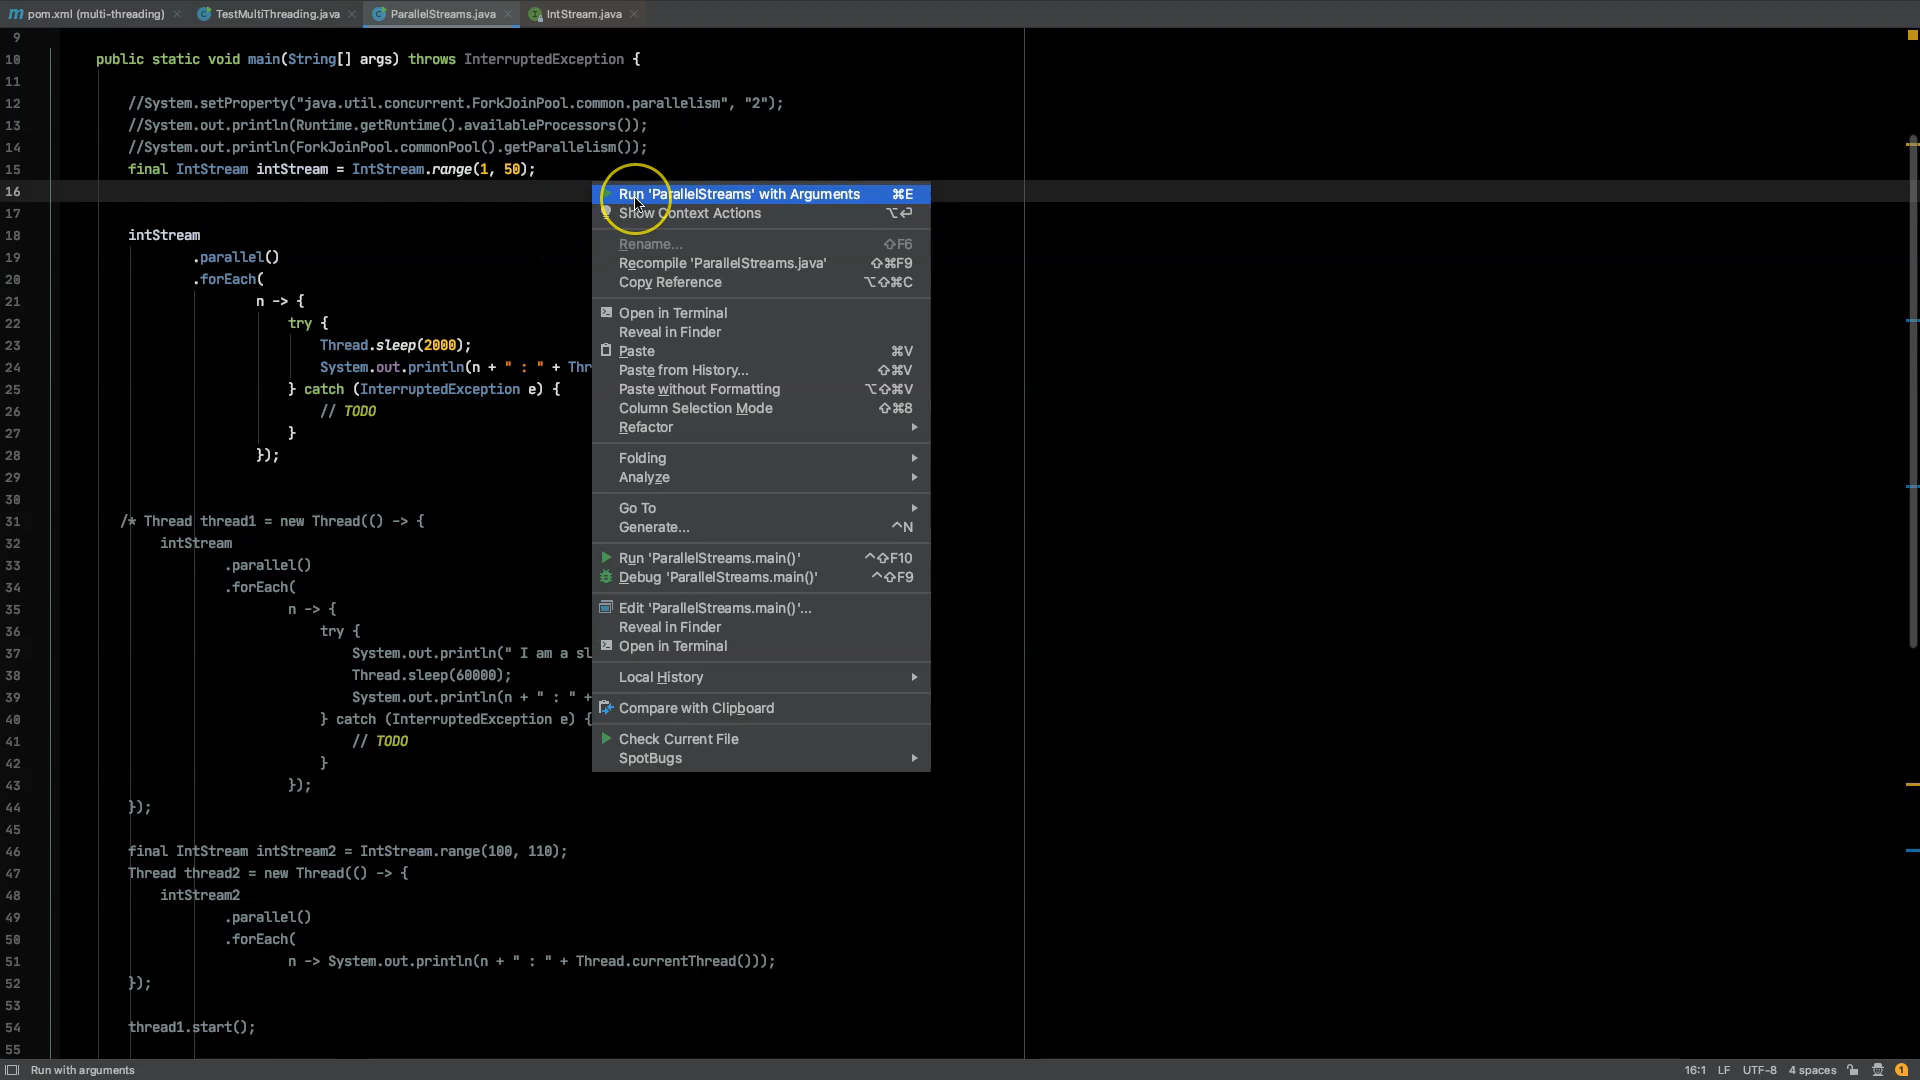 pom.xml (multi-threading)
TestMultiThreading.java
ParallelStreams.java
IntStream.java
9
10 public static void main(String[] args) throws InterruptedException {
11
12 //System.setProperty("java.util.concurrent.ForkJoinPool.common.parallelism", "2");
13 //System.out.println(Runtime.getRuntime().availableProcessors());
14 //System.out.println(ForkJoinPool.commonPool().getParallelism());
15 final IntStream intStream = IntStream.range(1, 50);
16
17
18 intStream
19 .parallel()
20 .forEach(
21 n -> {
22 try {
23 Thread.sleep(2000);
24 System.out.println(n + " : " + Thr
25 } catch (InterruptedException e) {
26 // TODO
27 }
28 });
29
30
31 /* Thread thread1 = new Thread(() -> {
32 intStream
33 .parallel()
34 .forEach(
35 n -> {
36 try {
37 System.out.println(" I am a sl
38 Thread.sleep(60000);
39 System.out.println(n + " : " +
40 } catch (InterruptedException e) {
41 // TODO
42 }
43 });
44 });
45
46 final IntStream intStream2 = IntStream.range(100, 110);
47 Thread thread2 = new Thread(() -> {
48 intStream2
49 .parallel()
50 .forEach(
51 n -> System.out.println(n + " : " + Thread.currentThread()));
52 });
53
54 thread1.start();
55
Run 'ParallelStreams' with Arguments ⌘E
Show Context Actions ⌥⏎
Rename... ⇧F6
Recompile 'ParallelStreams.java' ⇧⌘F9
Copy Reference ⌥⇧⌘C
Open in Terminal
Reveal in Finder
Paste ⌘V
Paste from History... ⇧⌘V
Paste without Formatting ⌥⇧⌘V
Column Selection Mode ⇧⌘8
Refactor
Folding
Analyze
Go To
Generate... ^N
Run 'ParallelStreams.main()' ^⇧F10
Debug 'ParallelStreams.main()' ^⇧F9
Edit 'ParallelStreams.main()'...
Reveal in Finder
Open in Terminal
Local History
Compare with Clipboard
Check Current File
SpotBugs
Run with arguments
16:1 LF UTF-8 4 spaces 1